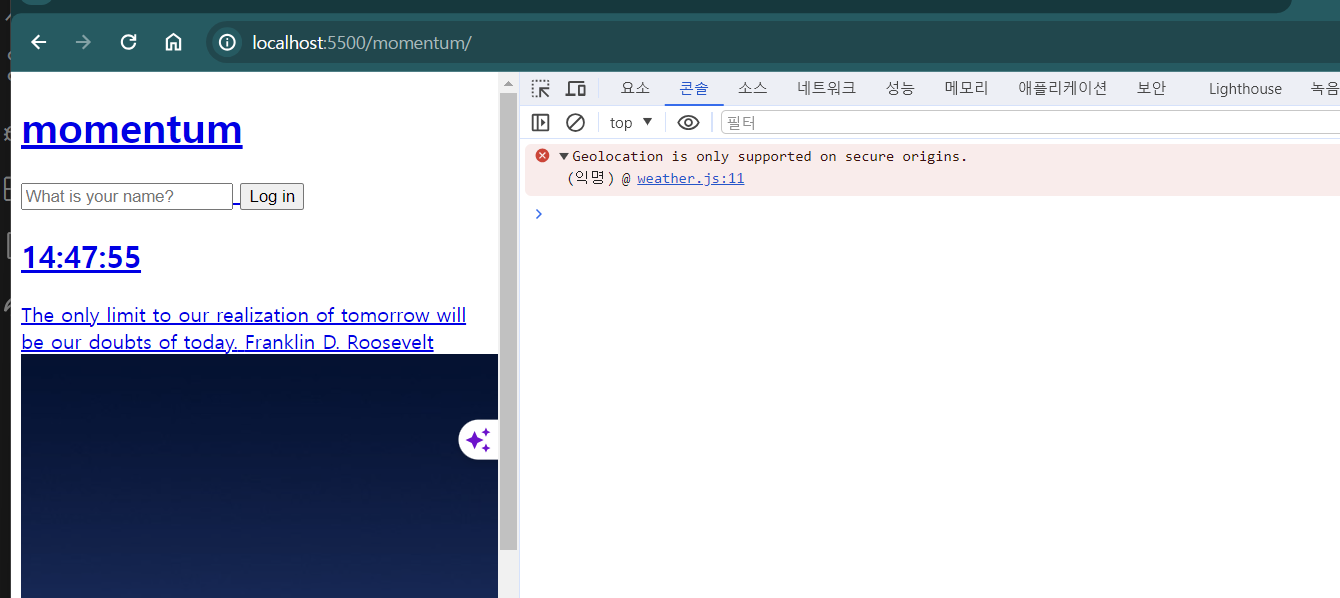 localhost:5500/momentum/
momentum
What is your name? Log in
14:47:55
The only limit to our realization of tomorrow will
be our doubts of today. Franklin D. Roosevelt
요소 콘솔 소스 네트워크 성능 메모리 애플리케이션 보안 Lighthouse 녹음
top ▼ 필터
▼Geolocation is only supported on secure origins.
(익명) @ weather.js:11
>